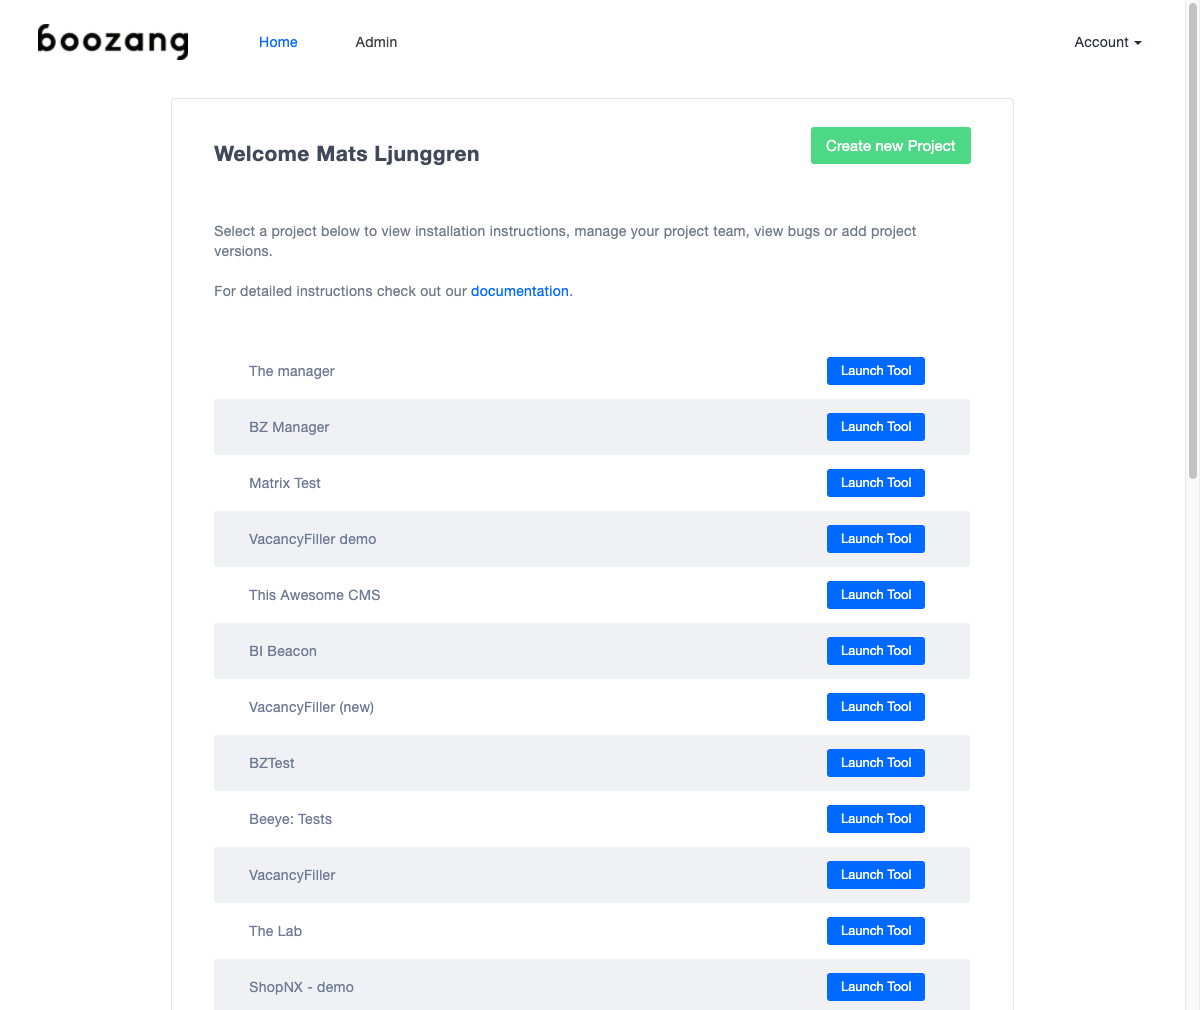 boozang
Home
Admin
Account
Welcome Mats Ljunggren
Create new Project
Select a project below to view installation instructions, manage your project team, view bugs or add project
versions.
For detailed instructions check out our documentation.
The manager
Launch Tool
BZ Manager
Launch Tool
Matrix Test
Launch Tool
VacancyFiller demo
Launch Tool
This Awesome CMS
Launch Tool
BI Beacon
Launch Tool
VacancyFiller (new)
Launch Tool
BZTest
Launch Tool
Beeye: Tests
Launch Tool
VacancyFiller
Launch Tool
The Lab
Launch Tool
ShopNX - demo
Launch Tool